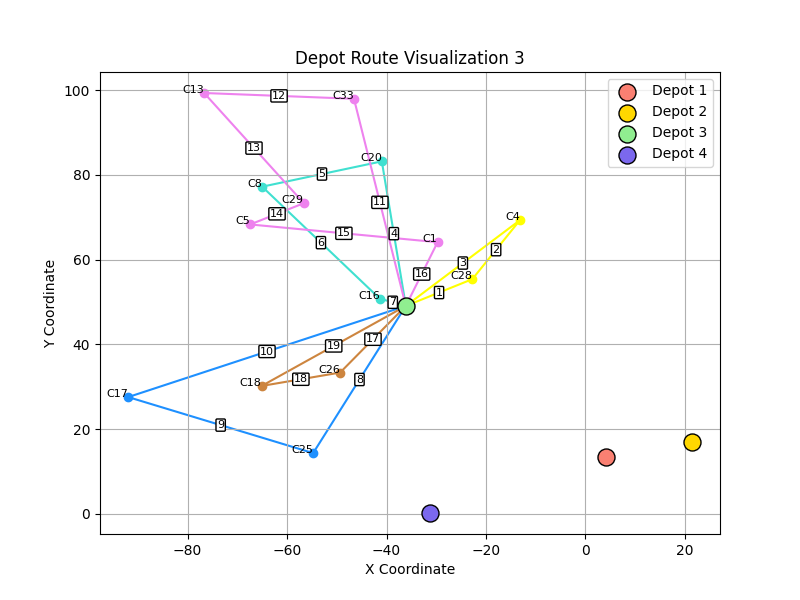 Depot Route Visualization 3
Depot 1
Depot 2
Depot 3
Depot 4
Y Coordinate
100
80
60
40
20
0
C13
12
C33
13
C20
5
C8
C29
11
14
C5
15
4
C1
C4
6
2
3
16
C28
1
C16
7
17
10
19
C26
18
C18
8
C17
9
C25
−80
−60
−40
−20
0
20
X Coordinate